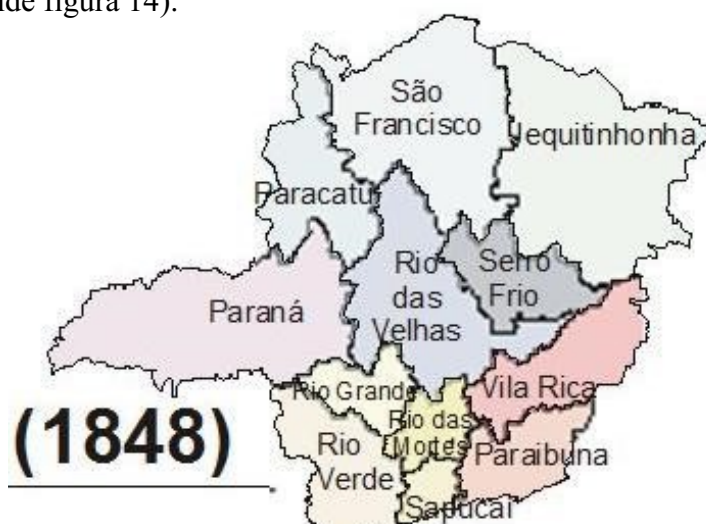 nde figura 14).
São
Francisco
Jequitinhonha
Paracatu
Serro
Frio
Rio
das
Velhas
Paraná
Vila Rica
Rio Grande
Rio das
Mortes
(1848)
Rio
Verde
Paraibuna
Sapucaí